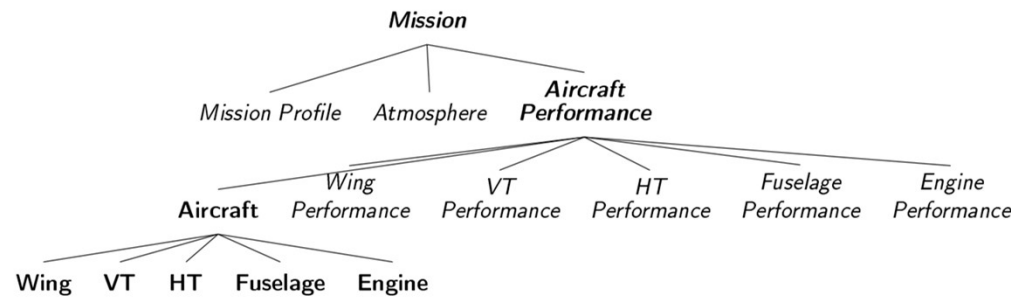 Mission
Mission Profile
Atmosphere
Aircraft
Performance
Aircraft
Wing
Performance
VT
Performance
HT
Performance
Fuselage
Performance
Engine
Performance
Wing
VT
HT
Fuselage
Engine